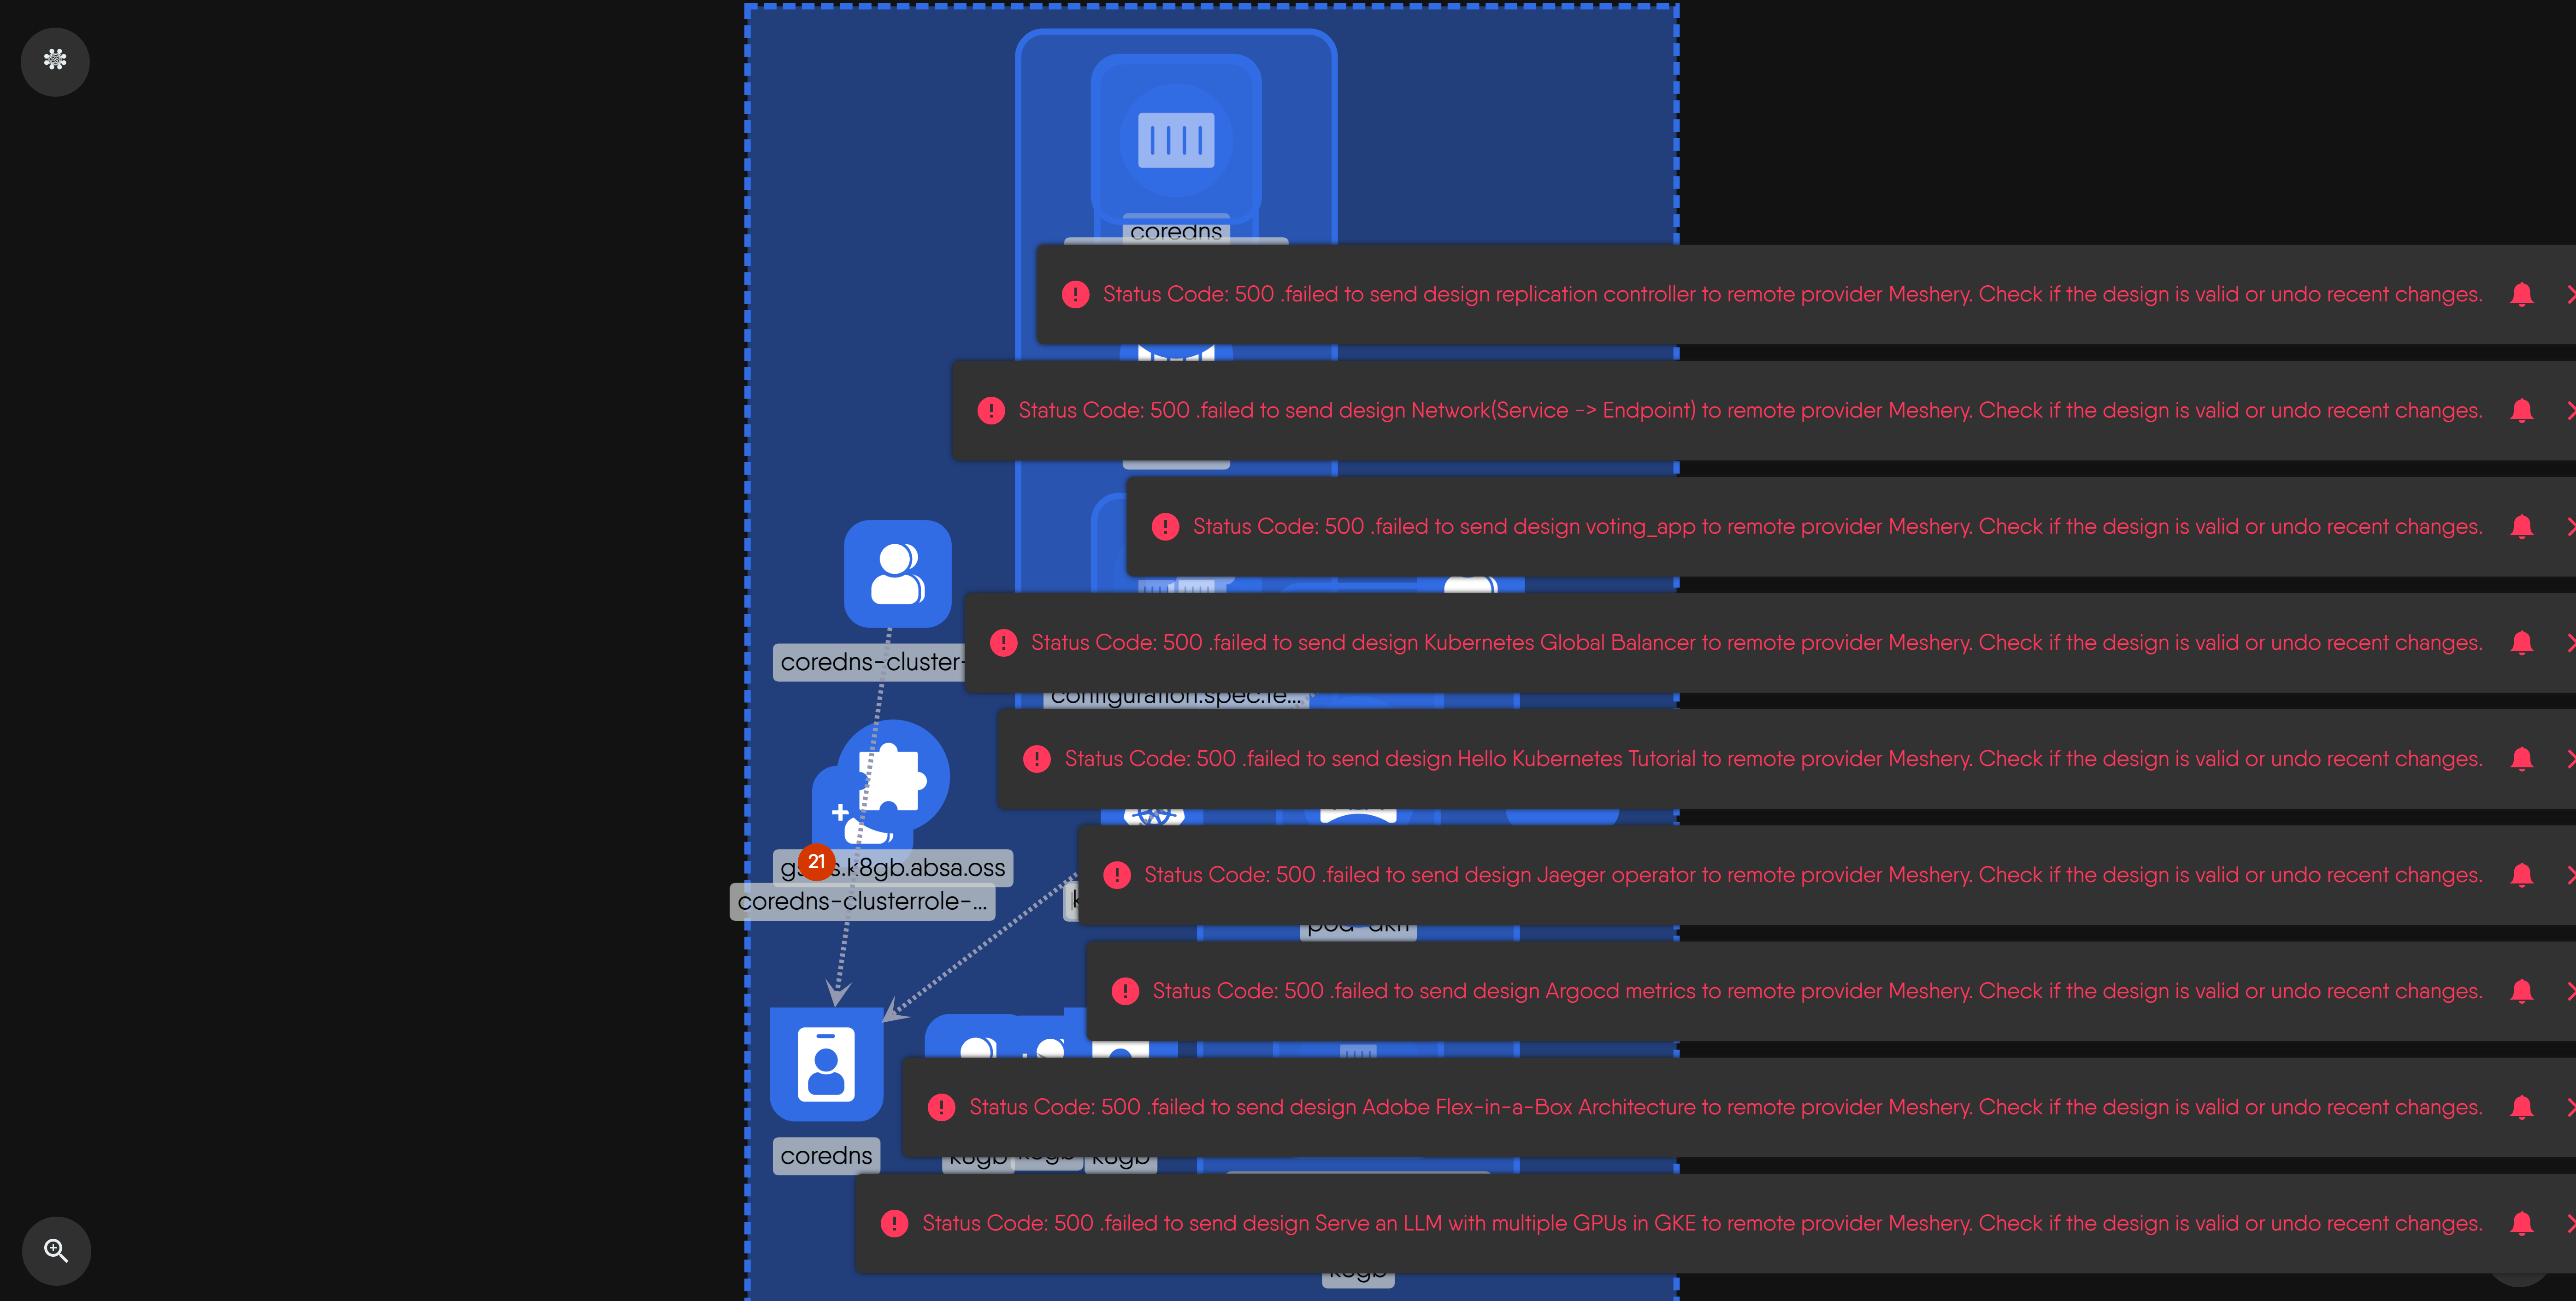 coredns
Status Code: 500 .failed to send design replication controller to remote provider Meshery. Check if the design is valid or undo recent changes.
Status Code: 500 .failed to send design Network(Service -> Endpoint) to remote provider Meshery. Check if the design is valid or undo recent changes.
Status Code: 500 .failed to send design voting_app to remote provider Meshery. Check if the design is valid or undo recent changes.
Status Code: 500 .failed to send design Kubernetes Global Balancer to remote provider Meshery. Check if the design is valid or undo recent changes.
coredns-cluster-
configuration.spec.te...
Status Code: 500 .failed to send design Hello Kubernetes Tutorial to remote provider Meshery. Check if the design is valid or undo recent changes.
21
.k8gb.absa.oss
Status Code: 500 .failed to send design Jaeger operator to remote provider Meshery. Check if the design is valid or undo recent changes.
coredns-clusterrole-...
Status Code: 500 .failed to send design Argocd metrics to remote provider Meshery. Check if the design is valid or undo recent changes.
Status Code: 500 .failed to send design Adobe Flex-in-a-Box Architecture to remote provider Meshery. Check if the design is valid or undo recent changes.
coredns
k8gb
k8gb
k8gb
Status Code: 500 .failed to send design Serve an LLM with multiple GPUs in GKE to remote provider Meshery. Check if the design is valid or undo recent changes.
k8gb